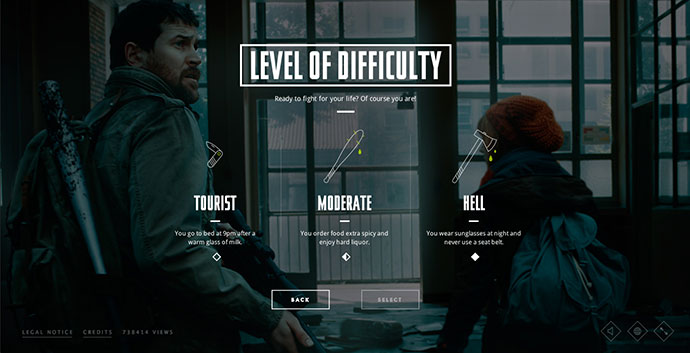 LEVEL OF DIFFICULTY
Ready to fight for your life? Of course you are!
TOURIST
You go to bed at 9pm after a
warm glass of milk.
MODERATE
You order food extra spicy and
enjoy hard liquor.
HELL
You wear sunglasses at night and
never use a seat belt.
BACK
SELECT
LEGAL NOTICE
CREDITS
738414 VIEWS